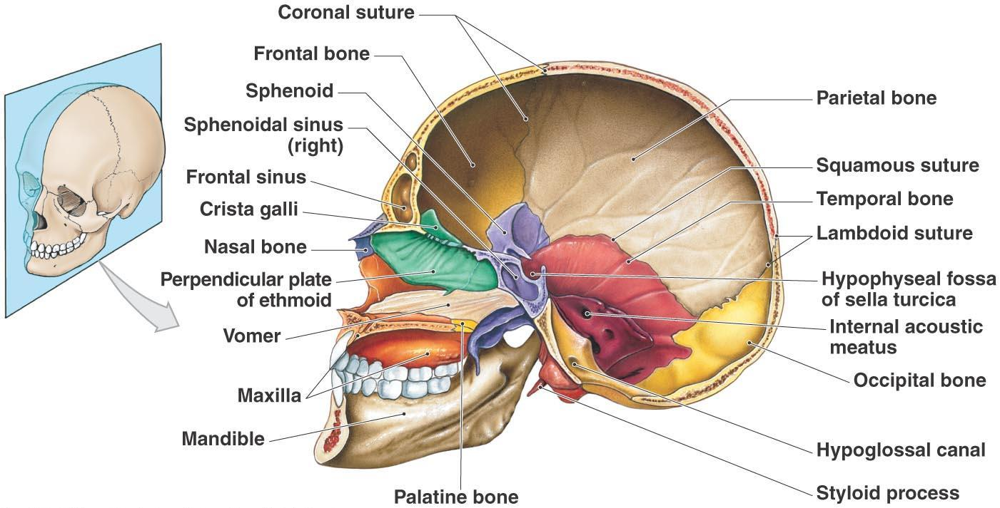 Coronal suture
Frontal bone
Sphenoid
Sphenoidal sinus
(right)
Frontal sinus
Crista galli
Nasal bone
Perpendicular plate
of ethmoid
Vomer
Maxilla
Mandible
Palatine bone
Parietal bone
Squamous suture
Temporal bone
Lambdoid suture
Hypophyseal fossa
of sella turcica
Internal acoustic
meatus
Occipital bone
Hypoglossal canal
Styloid process